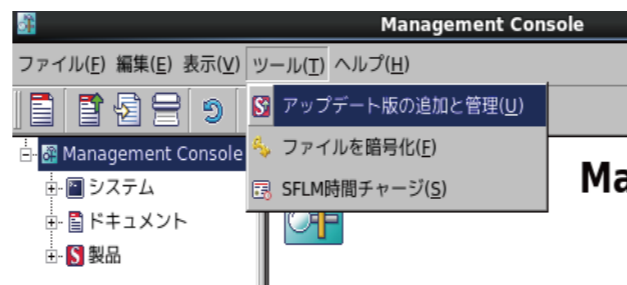 Management Console
ファイル(F) 編集(E) 表示(V) ツール(T) ヘルプ(H)
アップデート版の追加と管理(U)
ファイルを暗号化(F)
SFLM時間チャージ(S)
Management Console
システム
ドキュメント
製品
Ma